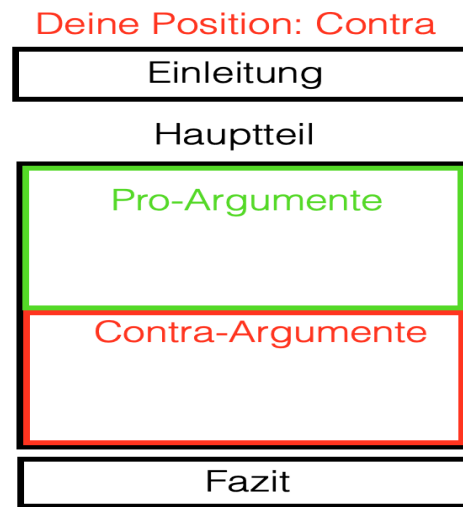 Deine Position: Contra
Einleitung
Hauptteil
Pro-Argumente
Contra-Argumente
Fazit